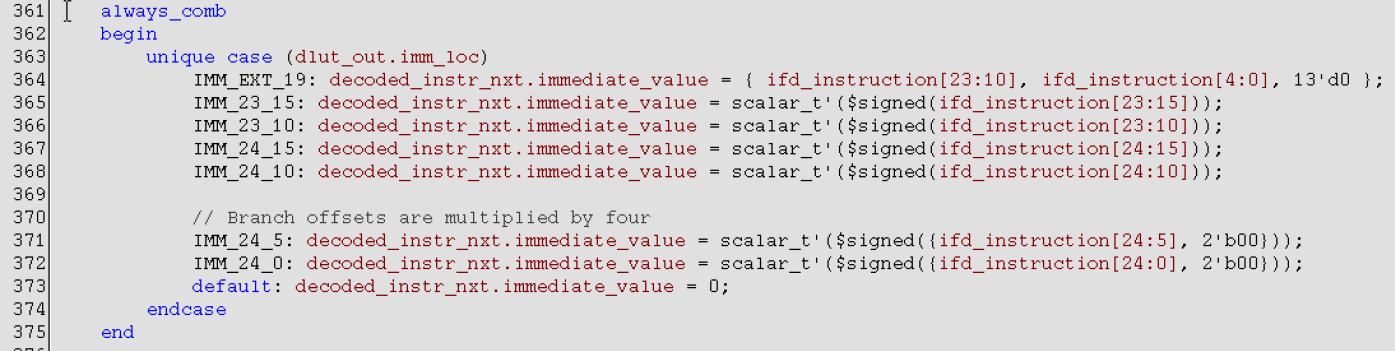 361 always_comb
362 begin
363 unique case (dlut_out.imm_loc)
364 IMM_EXT_19: decoded_instr_nxt.immediate_value = { ifd_instruction[23:10], ifd_instruction[4:0], 13'd0 };
365 IMM_23_15: decoded_instr_nxt.immediate_value = scalar_t'($signed(ifd_instruction[23:15]));
366 IMM_23_10: decoded_instr_nxt.immediate_value = scalar_t'($signed(ifd_instruction[23:10]));
367 IMM_24_15: decoded_instr_nxt.immediate_value = scalar_t'($signed(ifd_instruction[24:15]));
368 IMM_24_10: decoded_instr_nxt.immediate_value = scalar_t'($signed(ifd_instruction[24:10]));
369
370 // Branch offsets are multiplied by four
371 IMM_24_5: decoded_instr_nxt.immediate_value = scalar_t'($signed({ifd_instruction[24:5], 2'b00}));
372 IMM_24_0: decoded_instr_nxt.immediate_value = scalar_t'($signed({ifd_instruction[24:0], 2'b00}));
373 default: decoded_instr_nxt.immediate_value = 0;
374 endcase
375 end